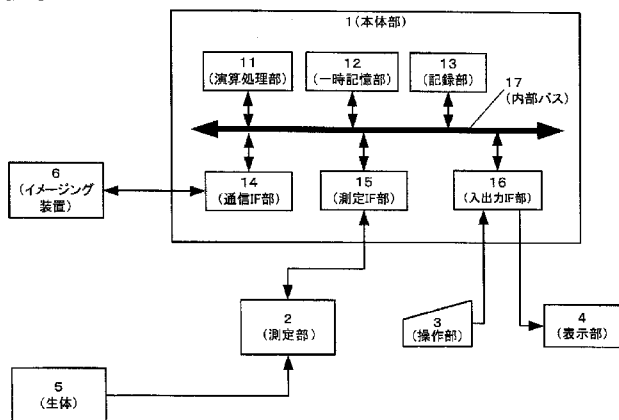 1(本体部)
11
(演算処理部)
12
(一時記憶部)
13
(記録部)
17
(内部バス)
6
(イメージング
装置)
14
(通信IF部)
15
(測定IF部)
16
(入出力IF部)
2
(測定部)
3
(操作部)
4
(表示部)
5
(生体)